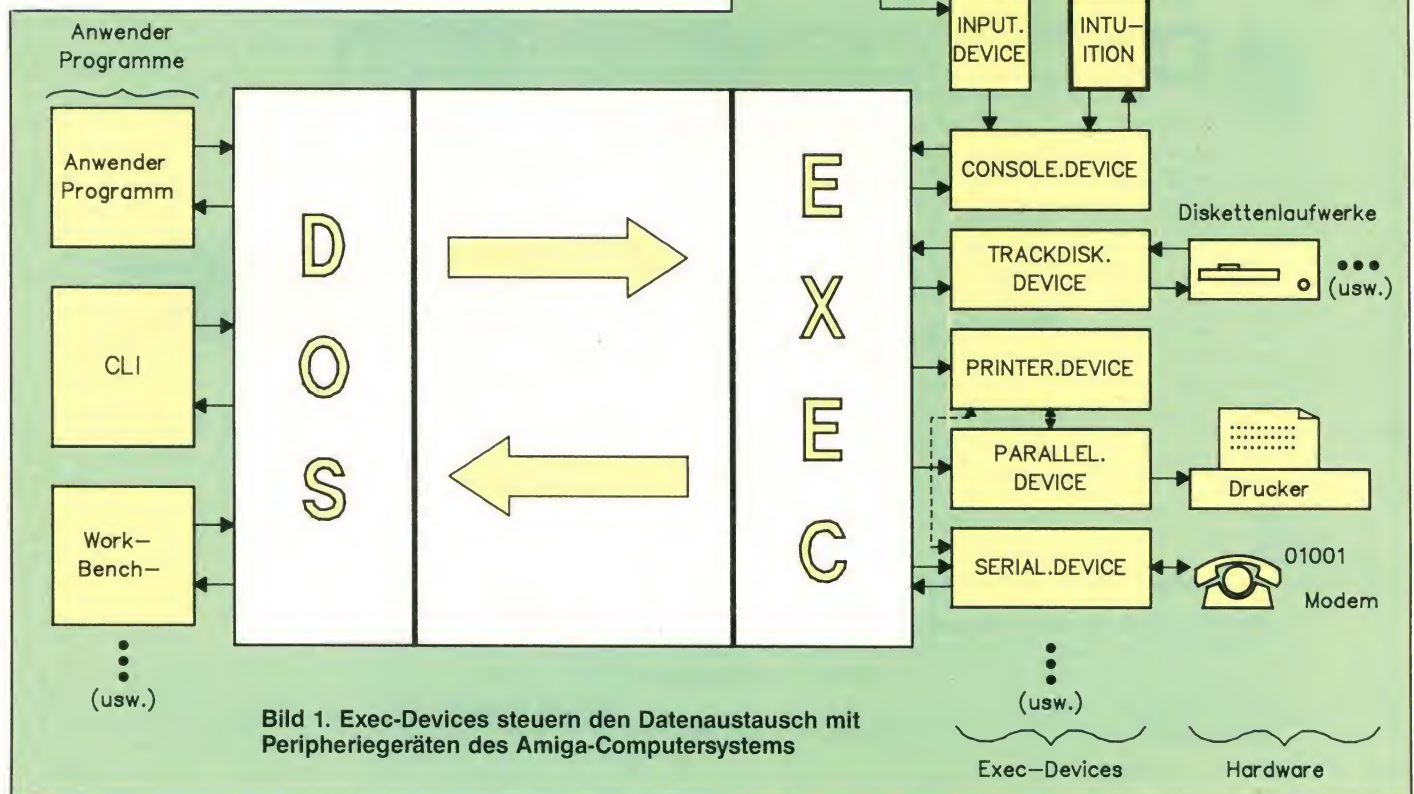 Anwender
Programme
Anwender
Programm
CLI
Work-
Bench-
(usw.)
DOS
EXEC
INPUT.
DEVICE
INTU-
ITION
CONSOLE.DEVICE
TRACKDISK.
DEVICE
PRINTER.DEVICE
PARALLEL.
DEVICE
SERIAL.DEVICE
(usw.)
Exec-Devices
Diskettenlaufwerke
(usw.)
Drucker
01001
Modem
Hardware
Bild 1. Exec-Devices steuern den Datenaustausch mit
Peripheriegeräten des Amiga-Computersystems